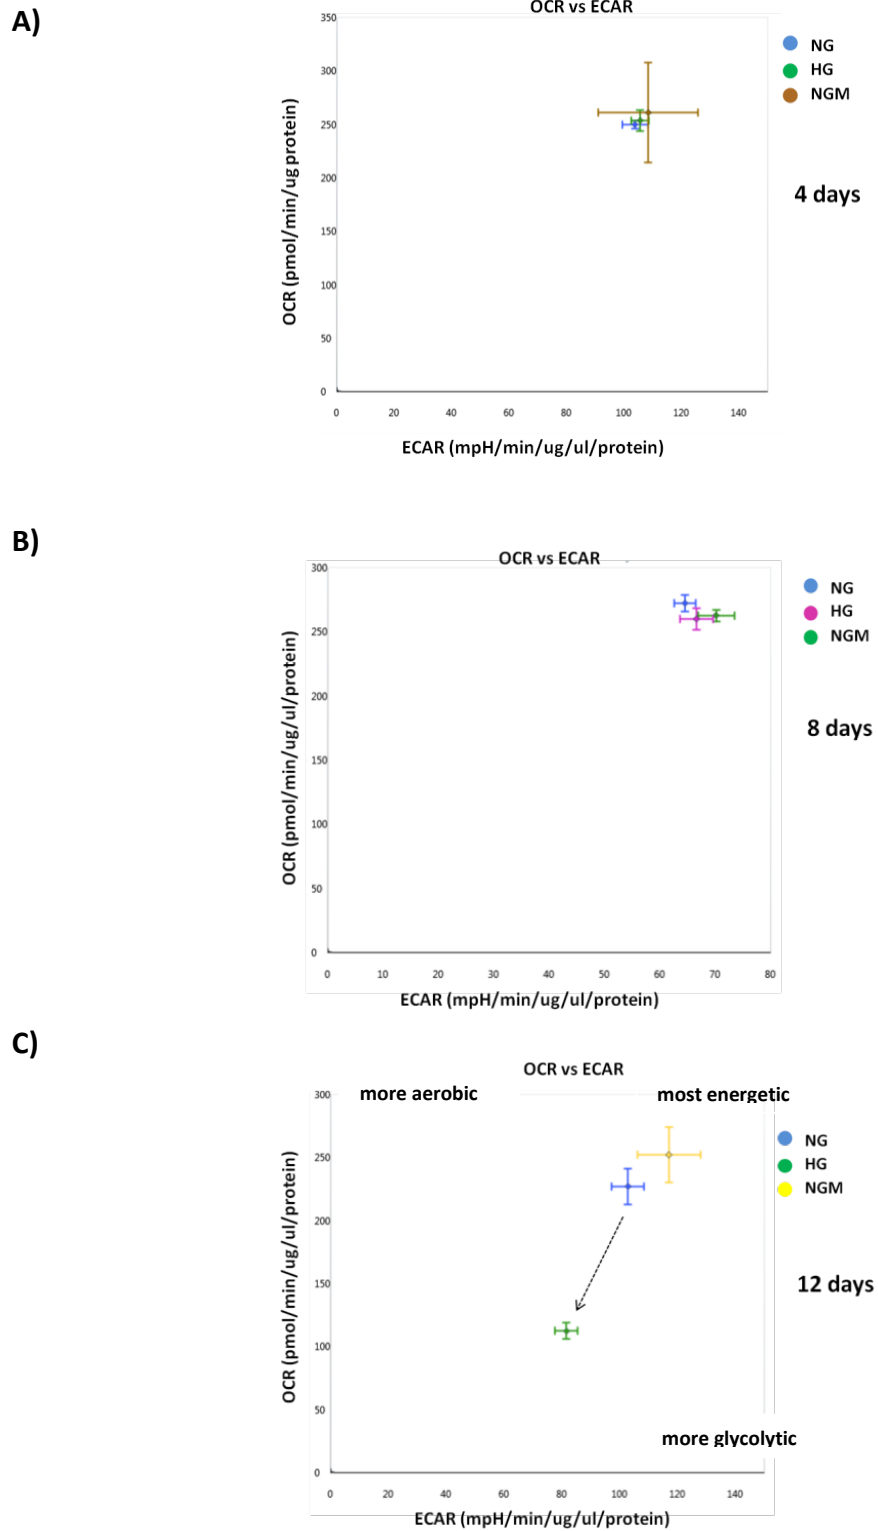 A)
OCR vs ECAR
350
300
250
200
150
100
50
0
OCR (pmol/min/ug protein)
0 20 40 60 80 100 120 140
ECAR (mpH/min/ug/ul/protein)
NG
HG
NGM
4 days
B)
OCR vs ECAR
300
250
200
150
100
50
0
OCR (pmol/min/ug/ul/protein)
0 10 20 30 40 50 60 70 80
ECAR (mpH/min/ug/ul/protein)
NG
HG
NGM
8 days
C)
OCR vs ECAR
more aerobic most energetic
300
250
200
150
100
50
0
OCR (pmol/min/ug/ul/protein)
more glycolytic
0 20 40 60 80 100 120 140
ECAR (mpH/min/ug/ul/protein)
NG
HG
NGM
12 days